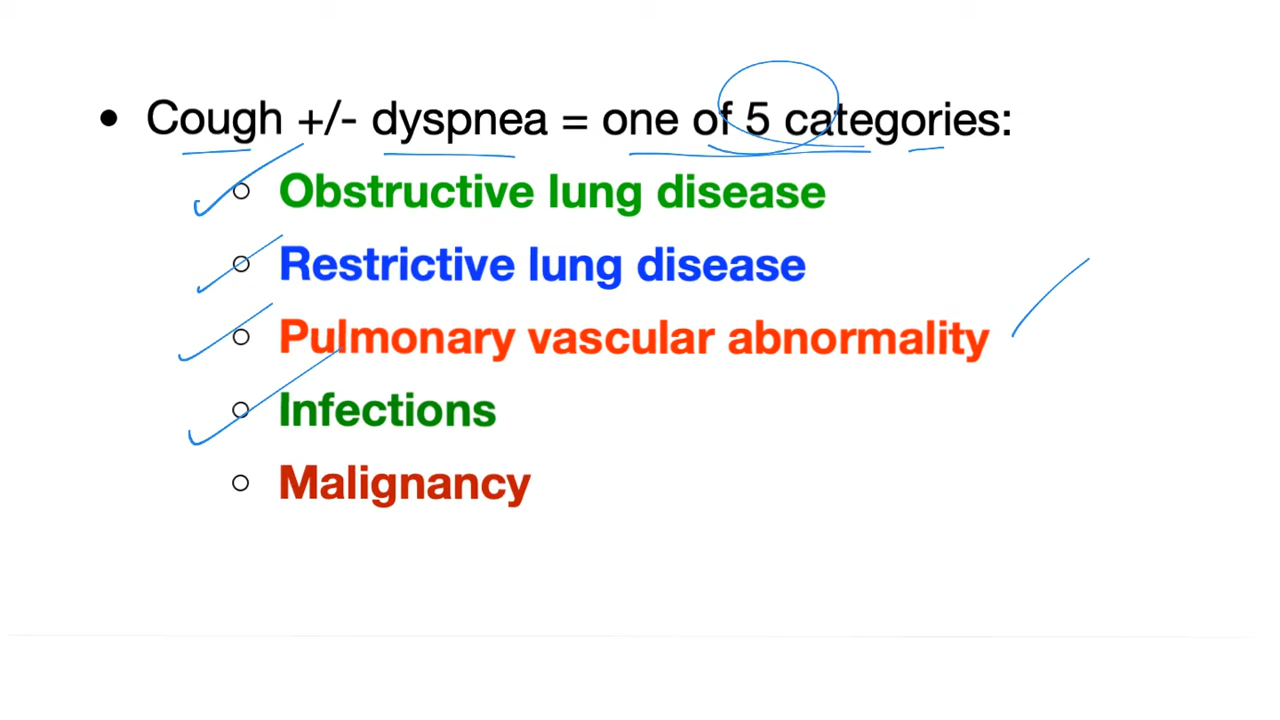 • Cough +/- dyspnea = one of 5 categories:
○ Obstructive lung disease
○ Restrictive lung disease
○ Pulmonary vascular abnormality
○ Infections
○ Malignancy